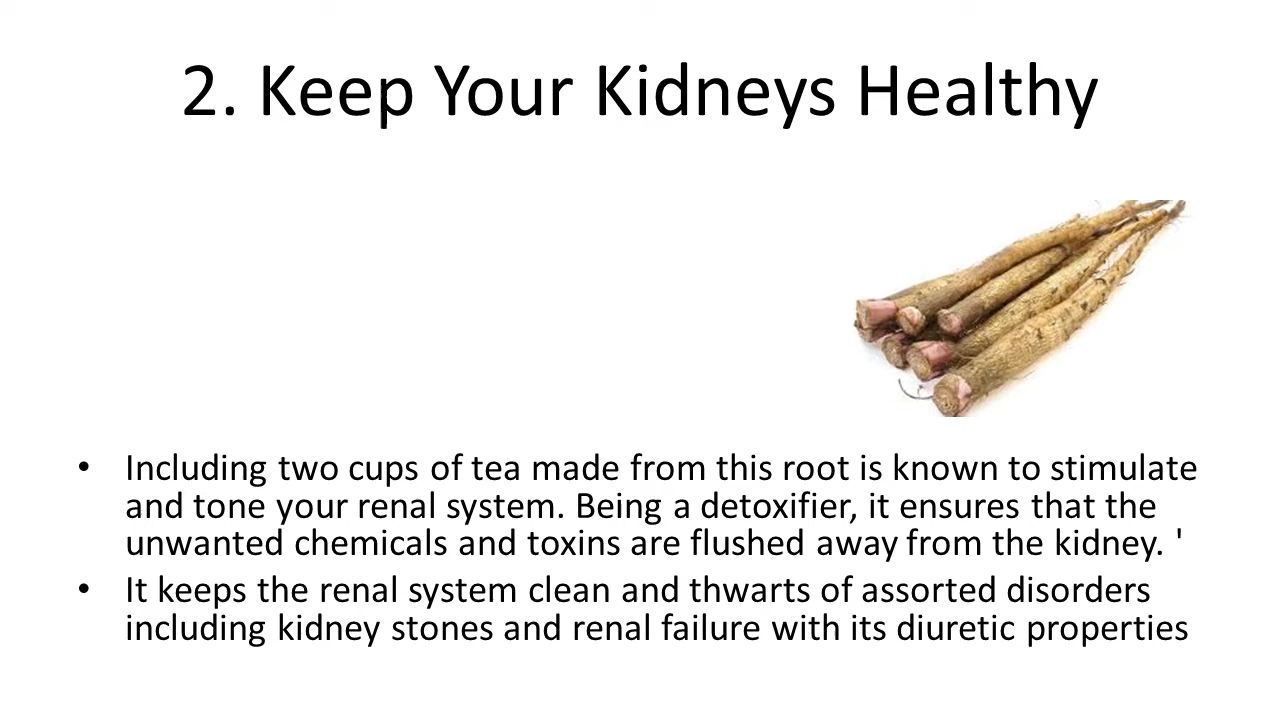 2. Keep Your Kidneys Healthy
• Including two cups of tea made from this root is known to stimulate
and tone your renal system. Being a detoxifier, it ensures that the
unwanted chemicals and toxins are flushed away from the kidney. '
• It keeps the renal system clean and thwarts of assorted disorders
including kidney stones and renal failure with its diuretic properties